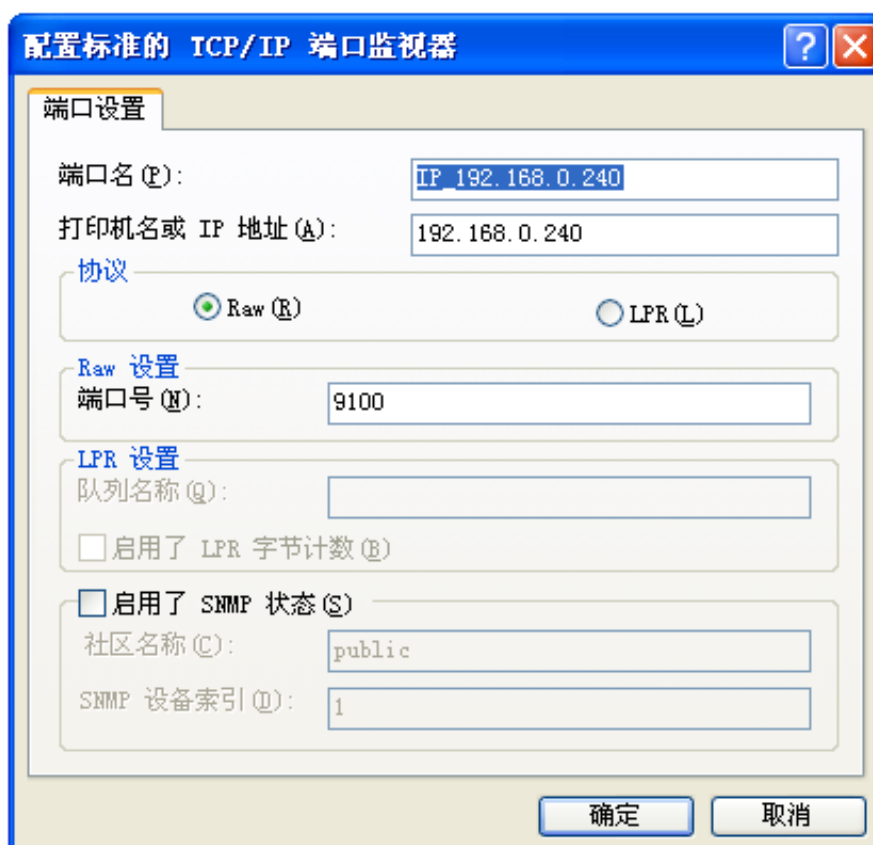 配置标准的 TCP/IP 端口监视器
端口设置
端口名(P): IP_192.168.0.240
打印机名或 IP 地址(A): 192.168.0.240
协议
Raw(R) LPR(L)
Raw 设置
端口号(N): 9100
LPR 设置
队列名称(Q):
启用了 LPR 字节计数(B)
启用了 SNMP 状态(S)
社区名称(C): public
SNMP 设备索引(D): 1
确定 取消